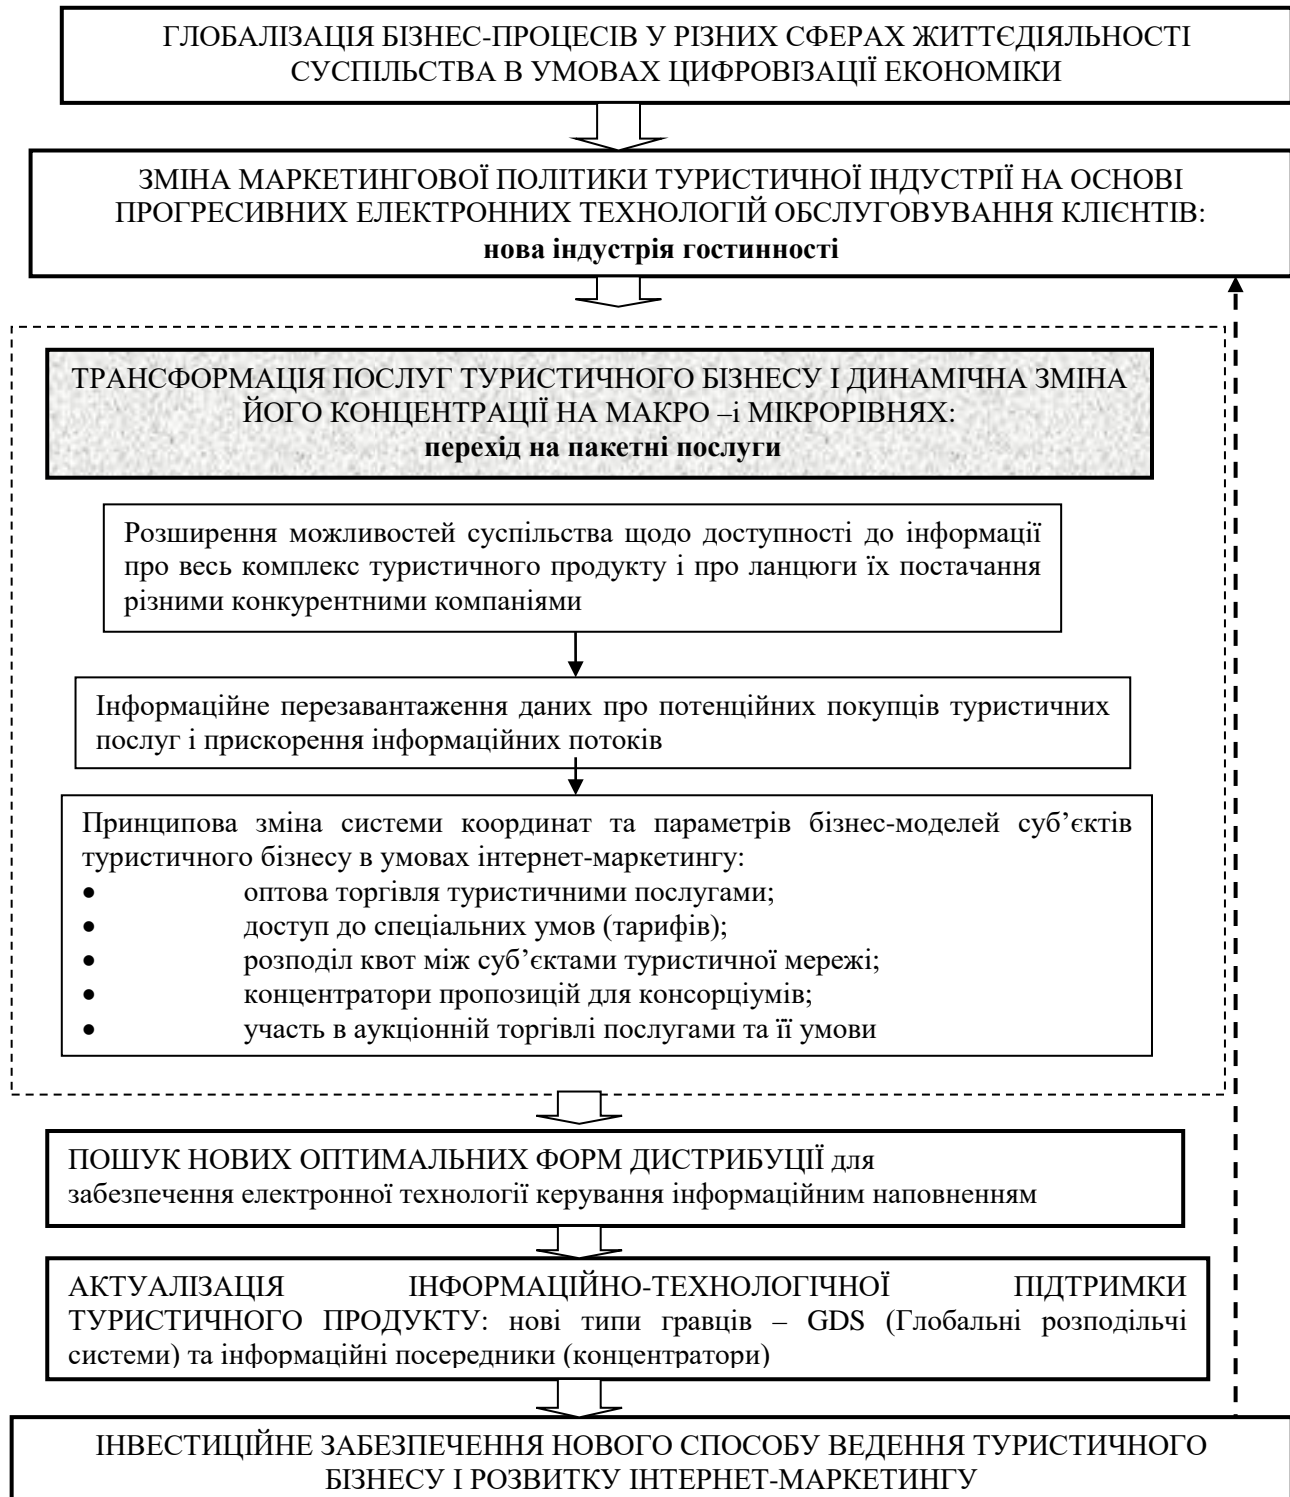 ГЛОБАЛІЗАЦІЯ БІЗНЕС-ПРОЦЕСІВ У РІЗНИХ СФЕРАХ ЖИТТЄДІЯЛЬНОСТІ
СУСПІЛЬСТВА В УМОВАХ ЦИФРОВІЗАЦІЇ ЕКОНОМІКИ
ЗМІНА МАРКЕТИНГОВОЇ ПОЛІТИКИ ТУРИСТИЧНОЇ ІНДУСТРІЇ НА ОСНОВІ
ПРОГРЕСИВНИХ ЕЛЕКТРОННИХ ТЕХНОЛОГІЙ ОБСЛУГОВУВАННЯ КЛІЄНТІВ:
нова індустрія гостинності
ТРАНСФОРМАЦІЯ ПОСЛУГ ТУРИСТИЧНОГО БІЗНЕСУ І ДИНАМІЧНА ЗМІНА
ЙОГО КОНЦЕНТРАЦІЇ НА МАКРО –і МІКРОРІВНЯХ:
перехід на пакетні послуги
Розширення можливостей суспільства щодо доступності до інформації
про весь комплекс туристичного продукту і про ланцюги їх постачання
різними конкурентними компаніями
Інформаційне перезавантаження даних про потенційних покупців туристичних
послуг і прискорення інформаційних потоків
Принципова зміна системи координат та параметрів бізнес-моделей суб’єктів
туристичного бізнесу в умовах інтернет-маркетингу:
• оптова торгівля туристичними послугами;
• доступ до спеціальних умов (тарифів);
• розподіл квот між суб’єктами туристичної мережі;
• концентратори пропозицій для консорціумів;
• участь в аукціонній торгівлі послугами та її умови
ПОШУК НОВИХ ОПТИМАЛЬНИХ ФОРМ ДИСТРИБУЦІЇ для
забезпечення електронної технології керування інформаційним наповненням
АКТУАЛІЗАЦІЯ ІНФОРМАЦІЙНО-ТЕХНОЛОГІЧНОЇ ПІДТРИМКИ
ТУРИСТИЧНОГО ПРОДУКТУ: нові типи гравців – GDS (Глобальні розподільчі
системи) та інформаційні посередники (концентратори)
ІНВЕСТИЦІЙНЕ ЗАБЕЗПЕЧЕННЯ НОВОГО СПОСОБУ ВЕДЕННЯ ТУРИСТИЧНОГО
БІЗНЕСУ І РОЗВИТКУ ІНТЕРНЕТ-МАРКЕТИНГУ